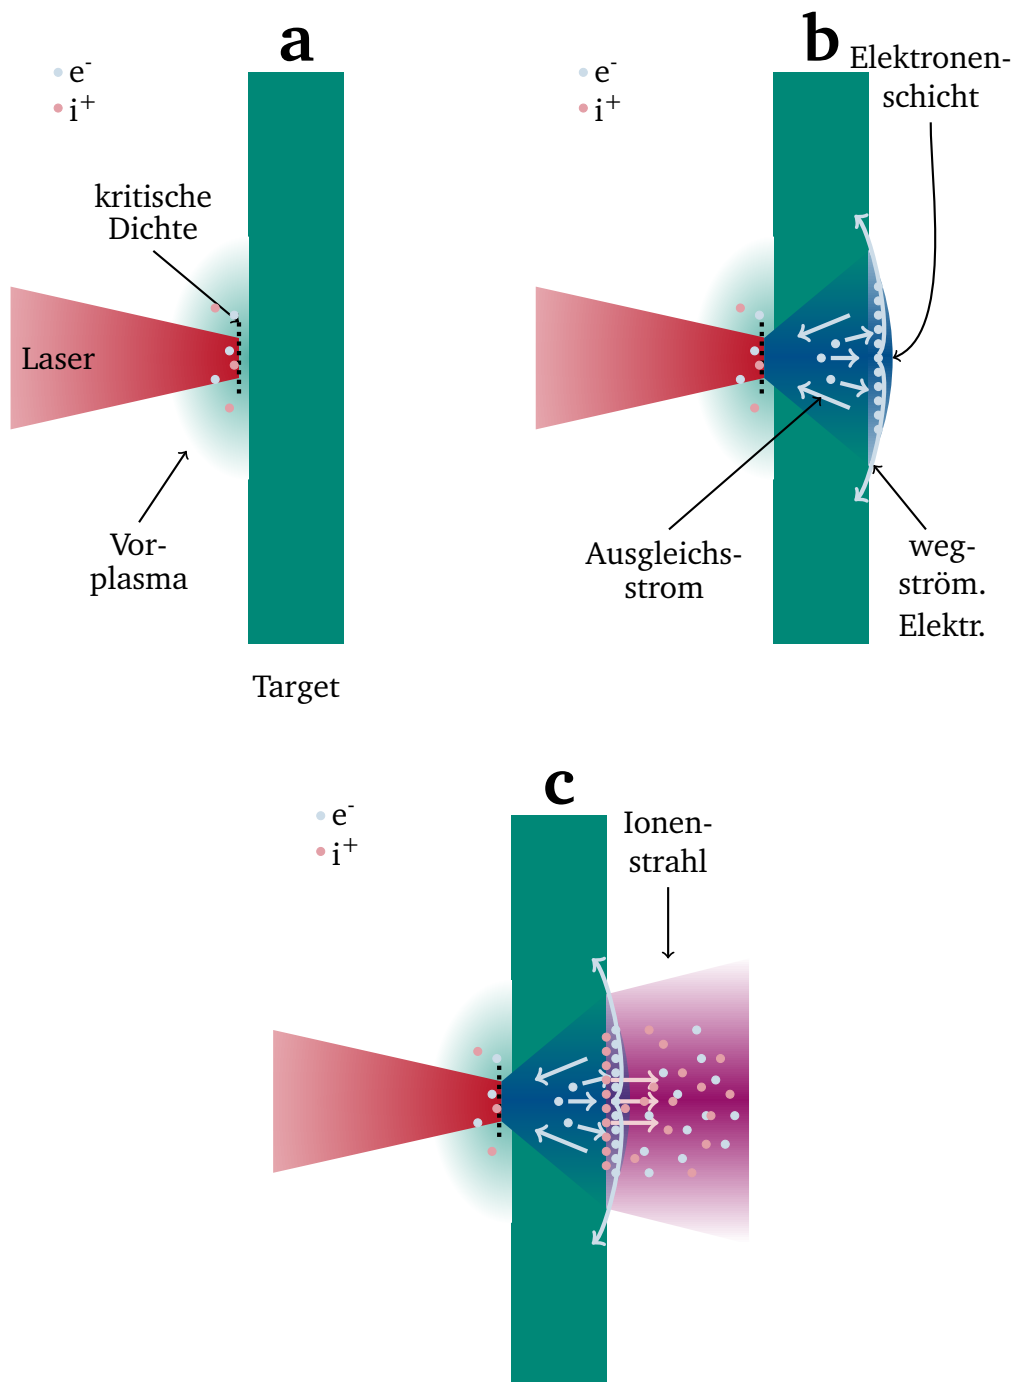 a
e-
i+
kritische
Dichte
Laser
Vor-
plasma
Target
b
e-
i+
Elektronen-
schicht
Ausgleichs-
strom
weg-
ström.
Elektr.
c
e-
i+
Ionen-
strahl